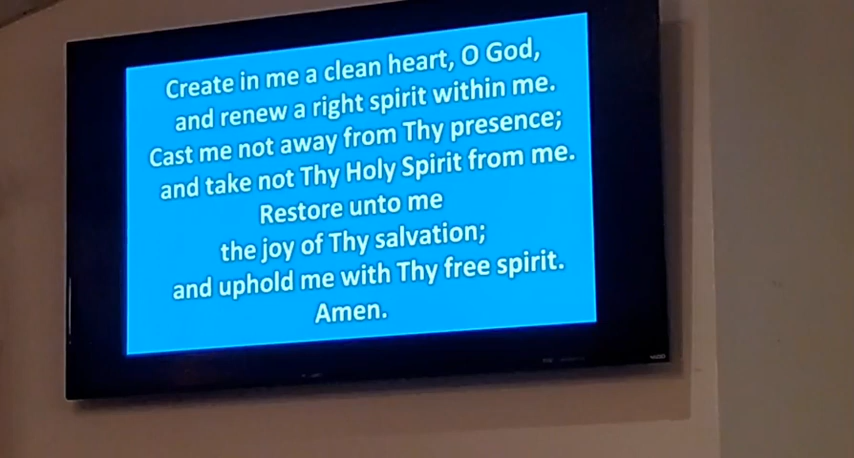 Create in me a clean heart, O God,
and renew a right spirit within me.
Cast me not away from Thy presence;
and take not Thy Holy Spirit from me.
Restore unto me
the joy of Thy salvation;
and uphold me with Thy free spirit.
Amen.